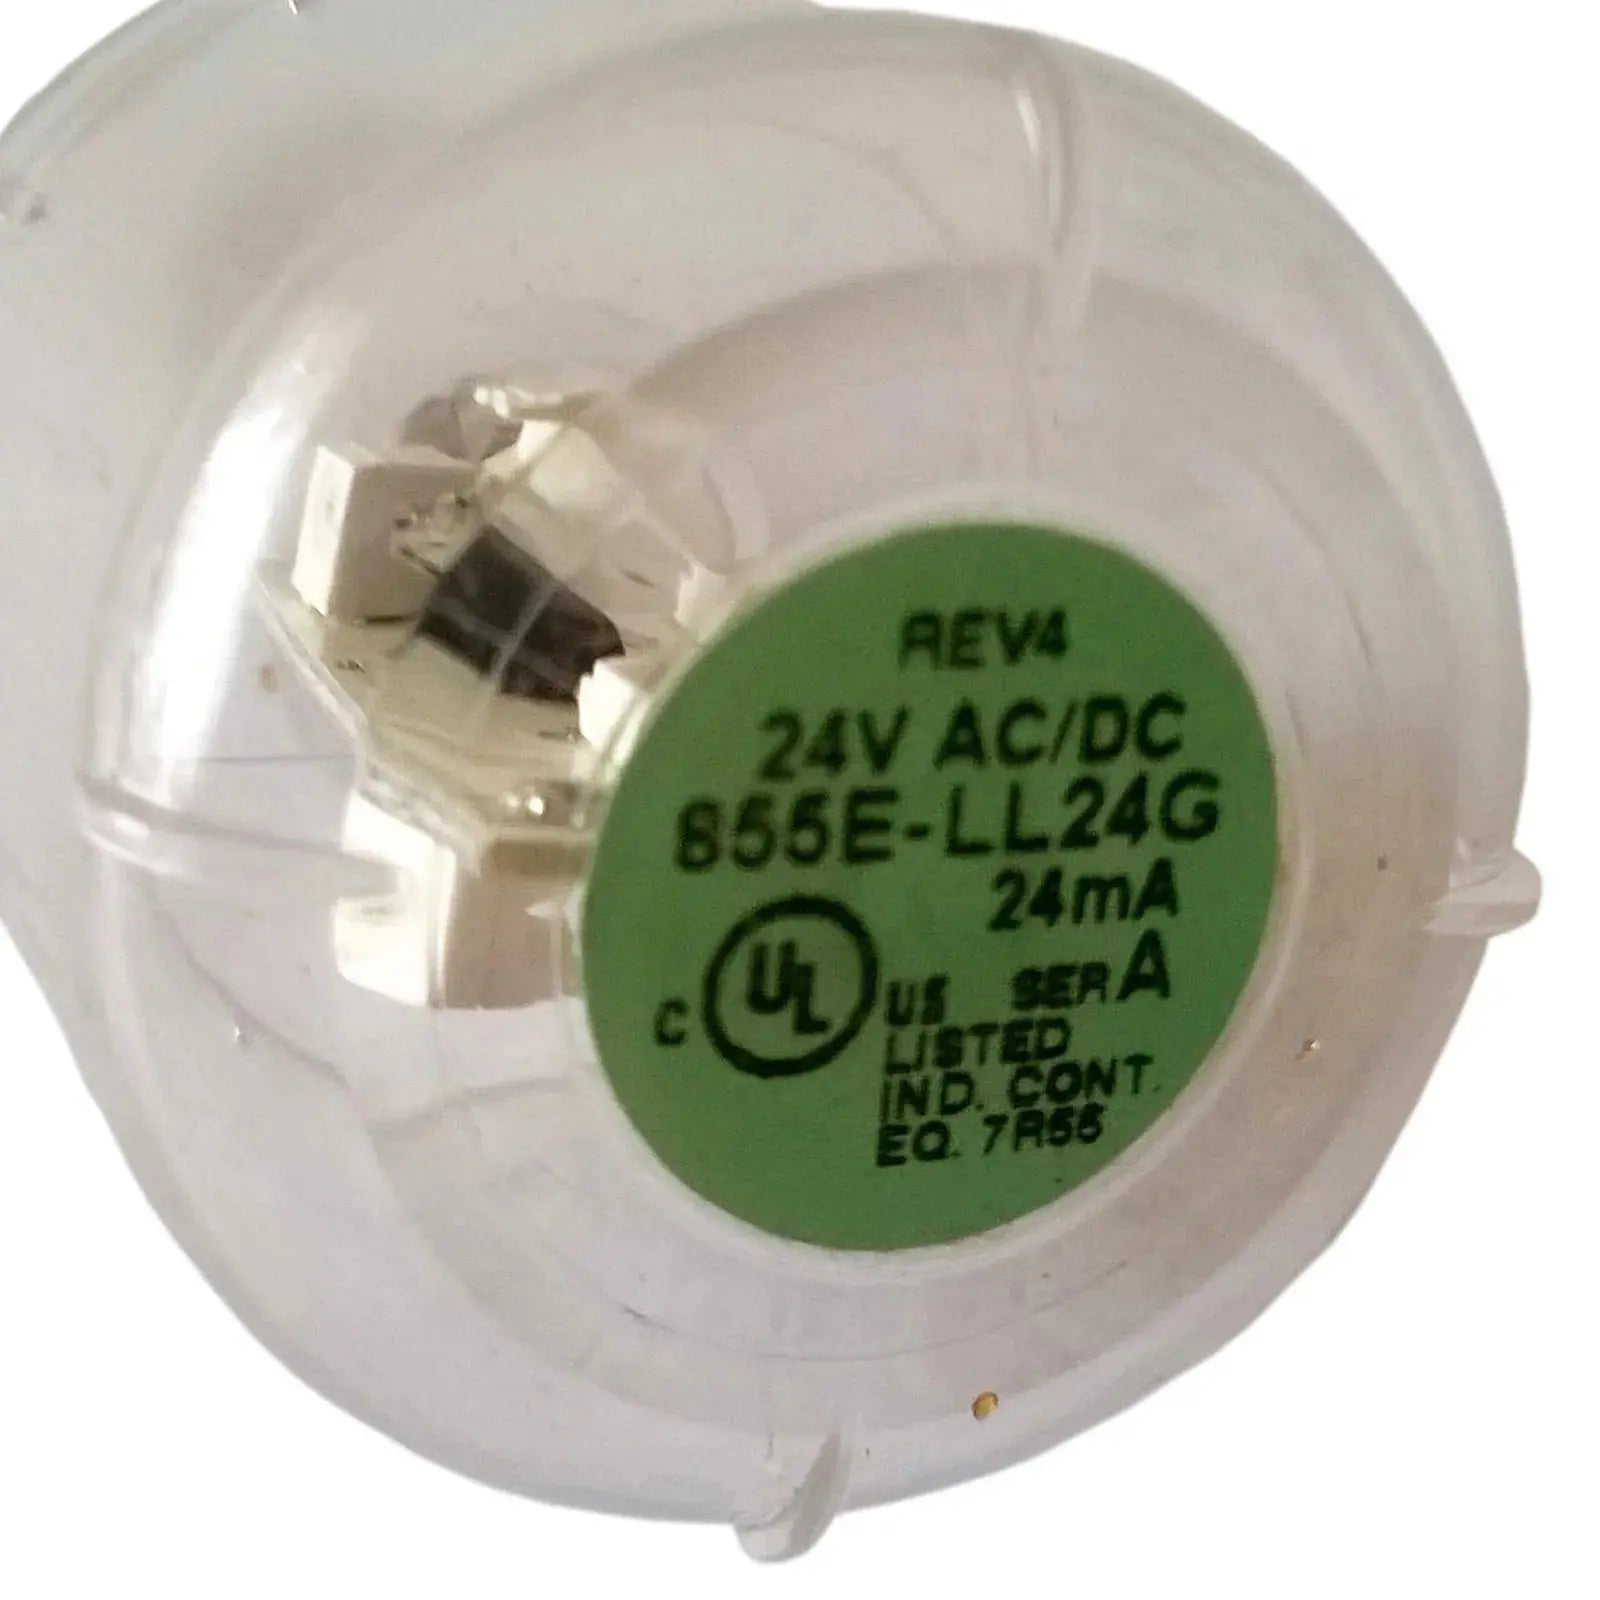 REV4
24V AC/DC
855E-LL24G
24mA
C UL US SER A
LISTED
IND. CONT.
EQ. 7R55